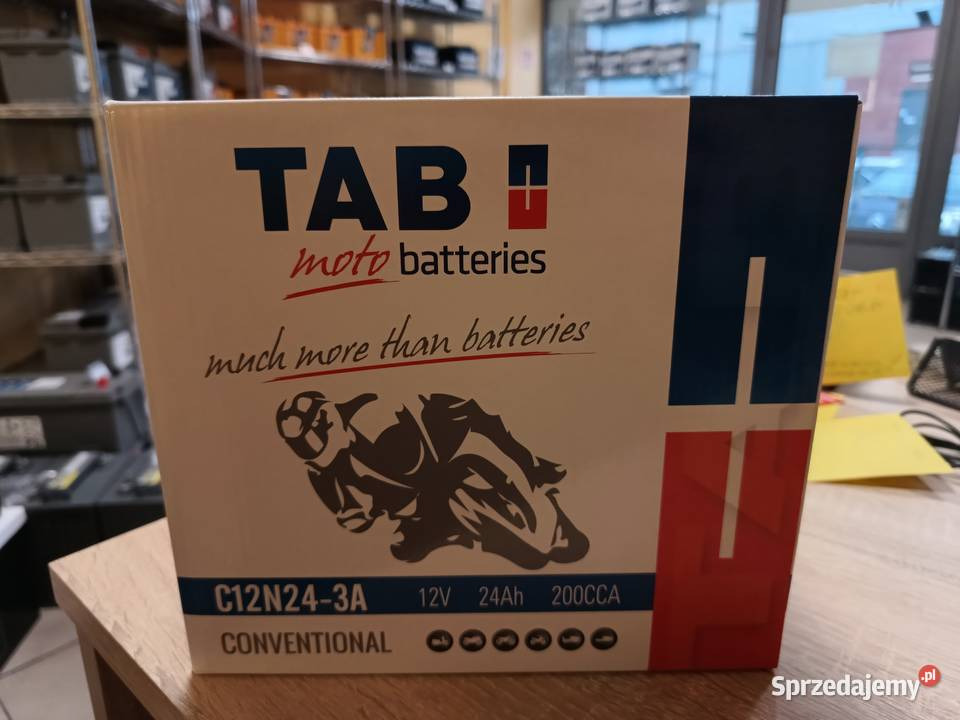 TAB
moto batteries
much more than batteries
C12N24-3A 12V 24Ah 200CCA
CONVENTIONAL
Sprzedajemy.pl